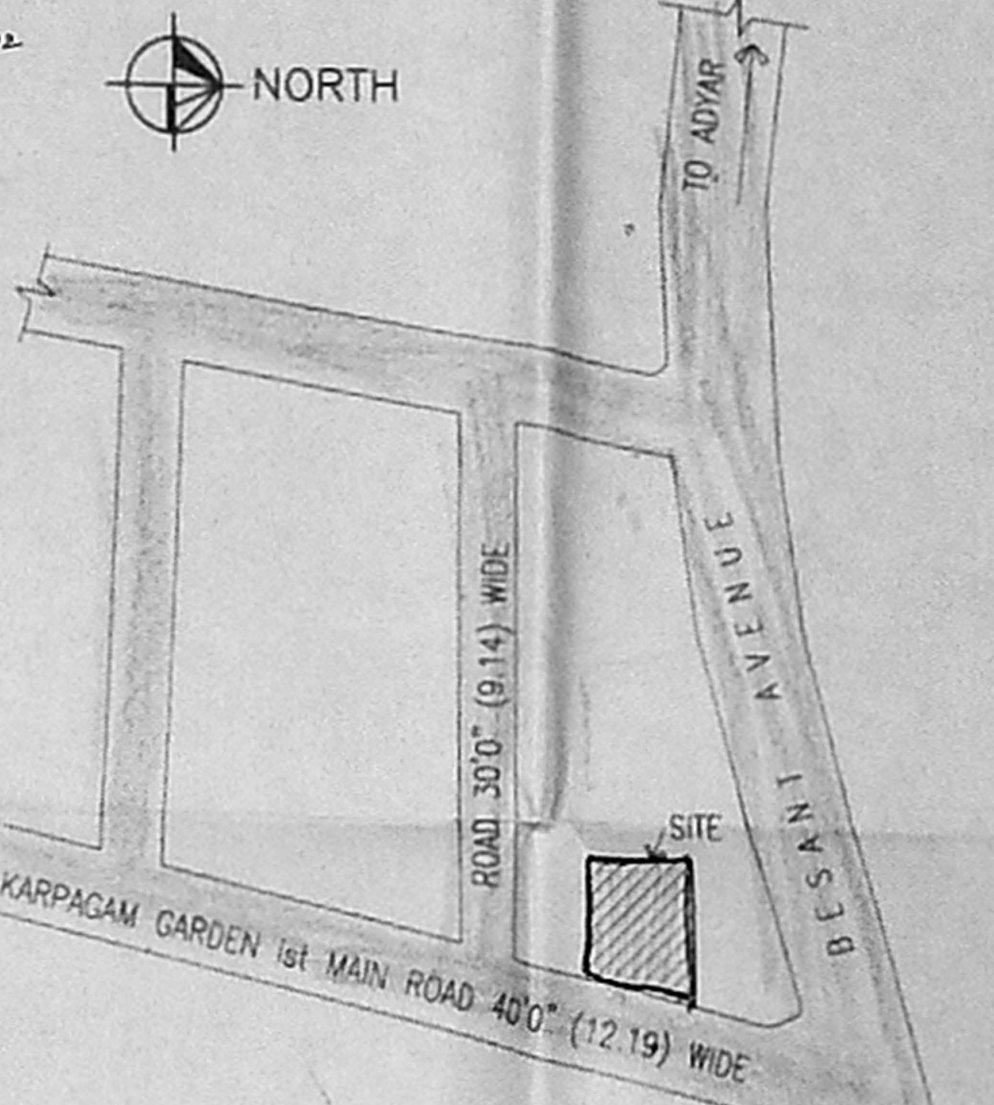 NORTH
TO ADYAR
BESANT AVENUE
ROAD 30'0" (9.14) WIDE
SITE
KARPAGAM GARDEN ist MAIN ROAD 40'0" (12.19) WIDE